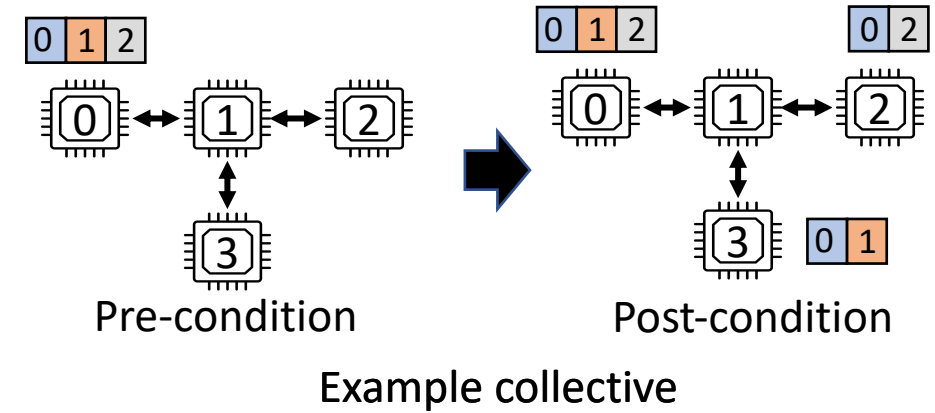 0 1 2
0 1 2
3
Pre-condition
0 1 2
0 2
0 1 2
3
0 1
Post-condition
Example collective